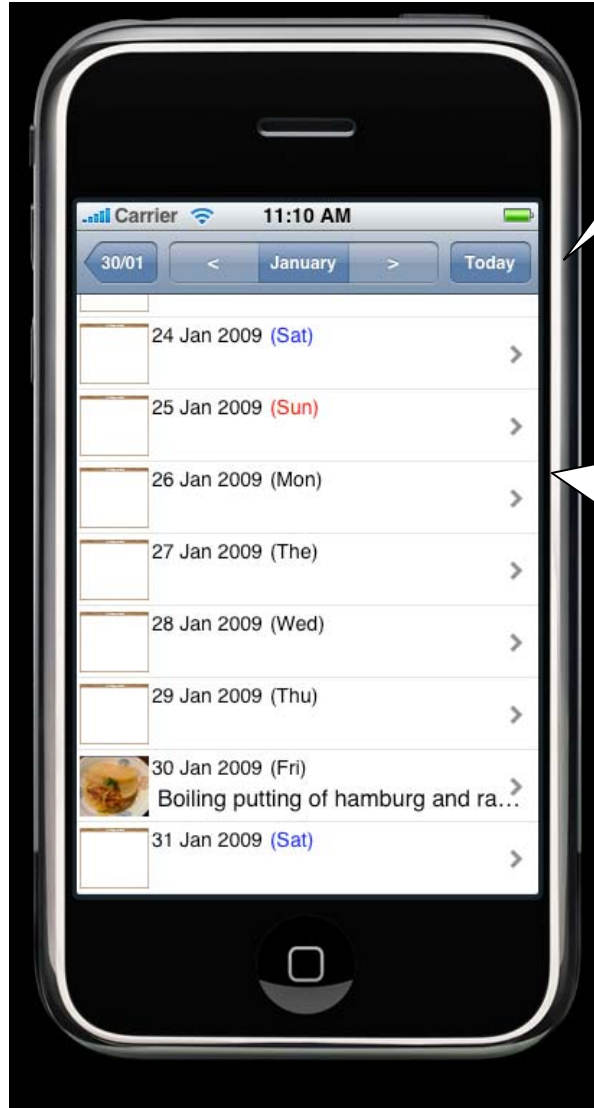 Carrier 11:10 AM
30/01 < January > Today
24 Jan 2009 (Sat)
25 Jan 2009 (Sun)
26 Jan 2009 (Mon)
27 Jan 2009 (The)
28 Jan 2009 (Wed)
29 Jan 2009 (Thu)
30 Jan 2009 (Fri)
Boiling putting of hamburg and ra...
31 Jan 2009 (Sat)